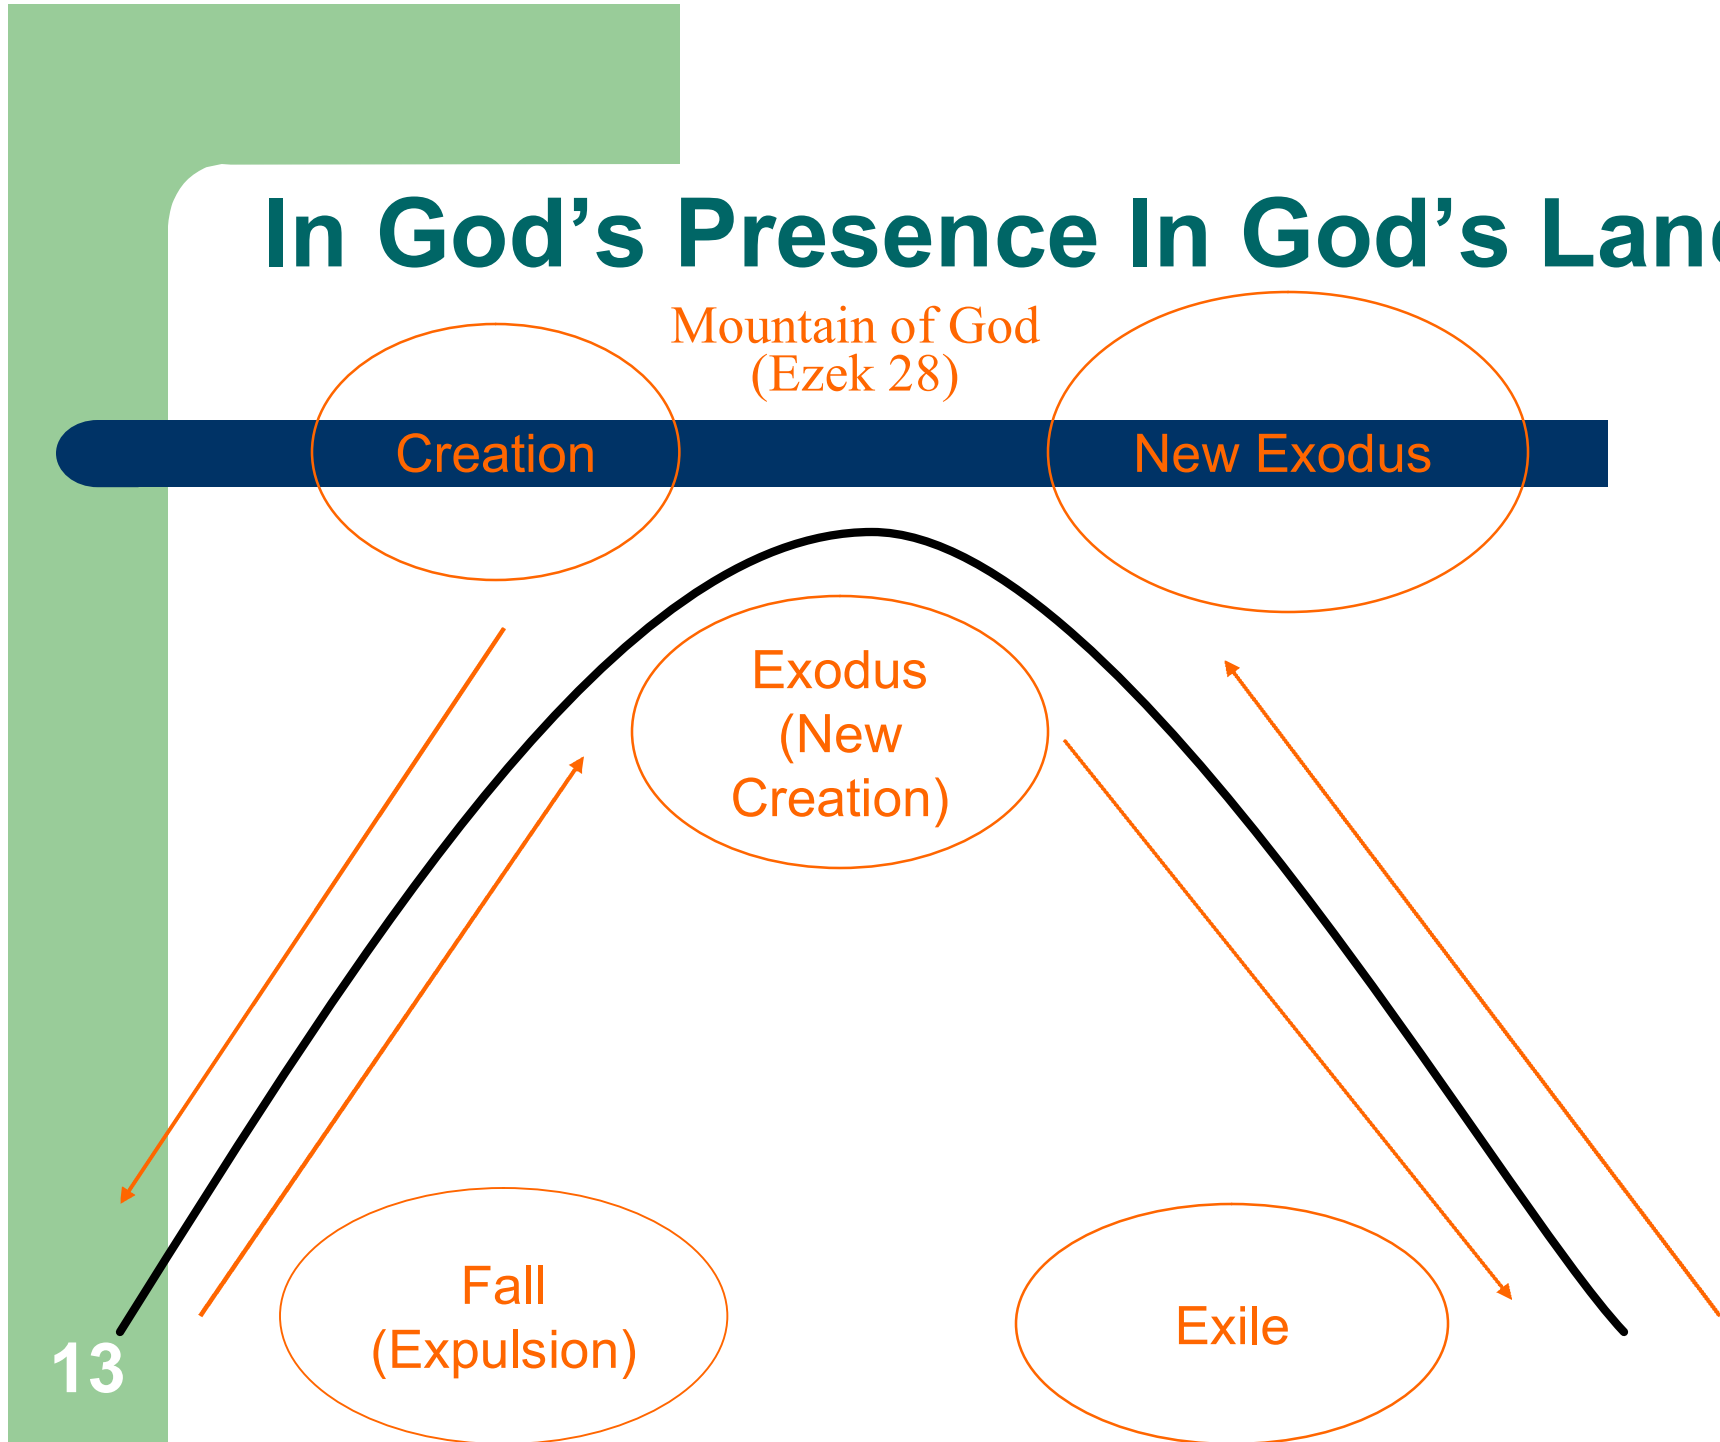 In God’s Presence In God’s
Mountain of God
(Ezek 28)
Creation
New Exodus
Exodus
(New
Creation)
Fall
(Expulsion)
Exile
13